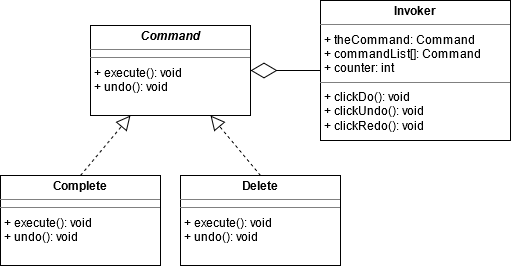 Command
+ execute(): void
+ undo(): void
Invoker
+ theCommand: Command
+ commandList[]: Command
+ counter: int
+ clickDo(): void
+ clickUndo(): void
+ clickRedo(): void
Complete
+ execute(): void
+ undo(): void
Delete
+ execute(): void
+ undo(): void